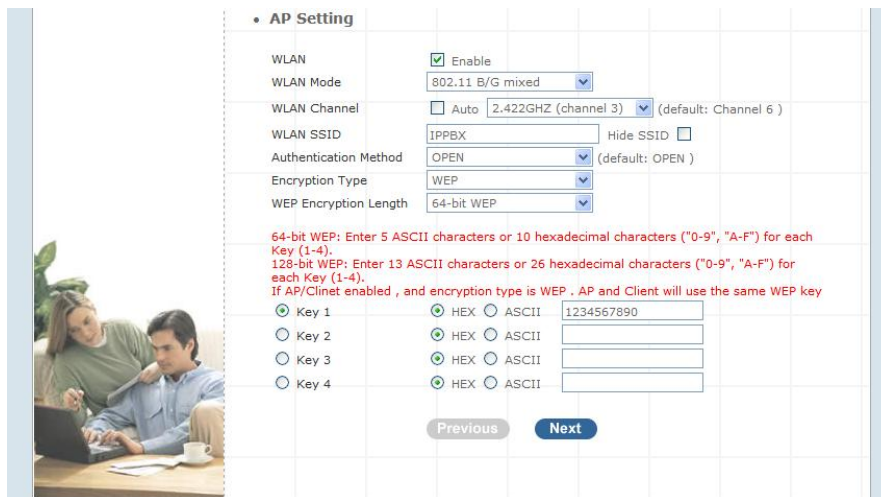 AP Setting
WLAN Enable
WLAN Mode 802.11 B/G mixed
WLAN Channel Auto 2.422GHZ (channel 3) (default: Channel 6 )
WLAN SSID IPPBX Hide SSID
Authentication Method OPEN (default: OPEN )
Encryption Type WEP
WEP Encryption Length 64-bit WEP
64-bit WEP: Enter 5 ASCII characters or 10 hexadecimal characters ("0-9", "A-F") for each
Key (1-4).
128-bit WEP: Enter 13 ASCII characters or 26 hexadecimal characters ("0-9", "A-F") for
each Key (1-4).
If AP/Clinet enabled , and encryption type is WEP . AP and Client will use the same WEP key
Key 1 HEX ASCII 1234567890
Key 2 HEX ASCII
Key 3 HEX ASCII
Key 4 HEX ASCII
Previous Next